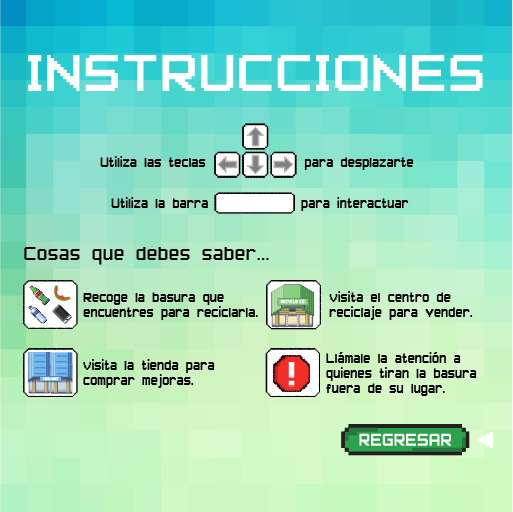 INSTRUCCIONES
Utiliza las teclas para desplazarte
Utiliza la barra para interactuar
Cosas que debes saber...
Recoge la basura que
encuentres para reciclarla.
visita el centro de
reciclaje para vender.
visita la tienda para
comprar mejoras.
Llámale la atención a
quienes tiran la basura
fuera de su lugar.
REGRESAR